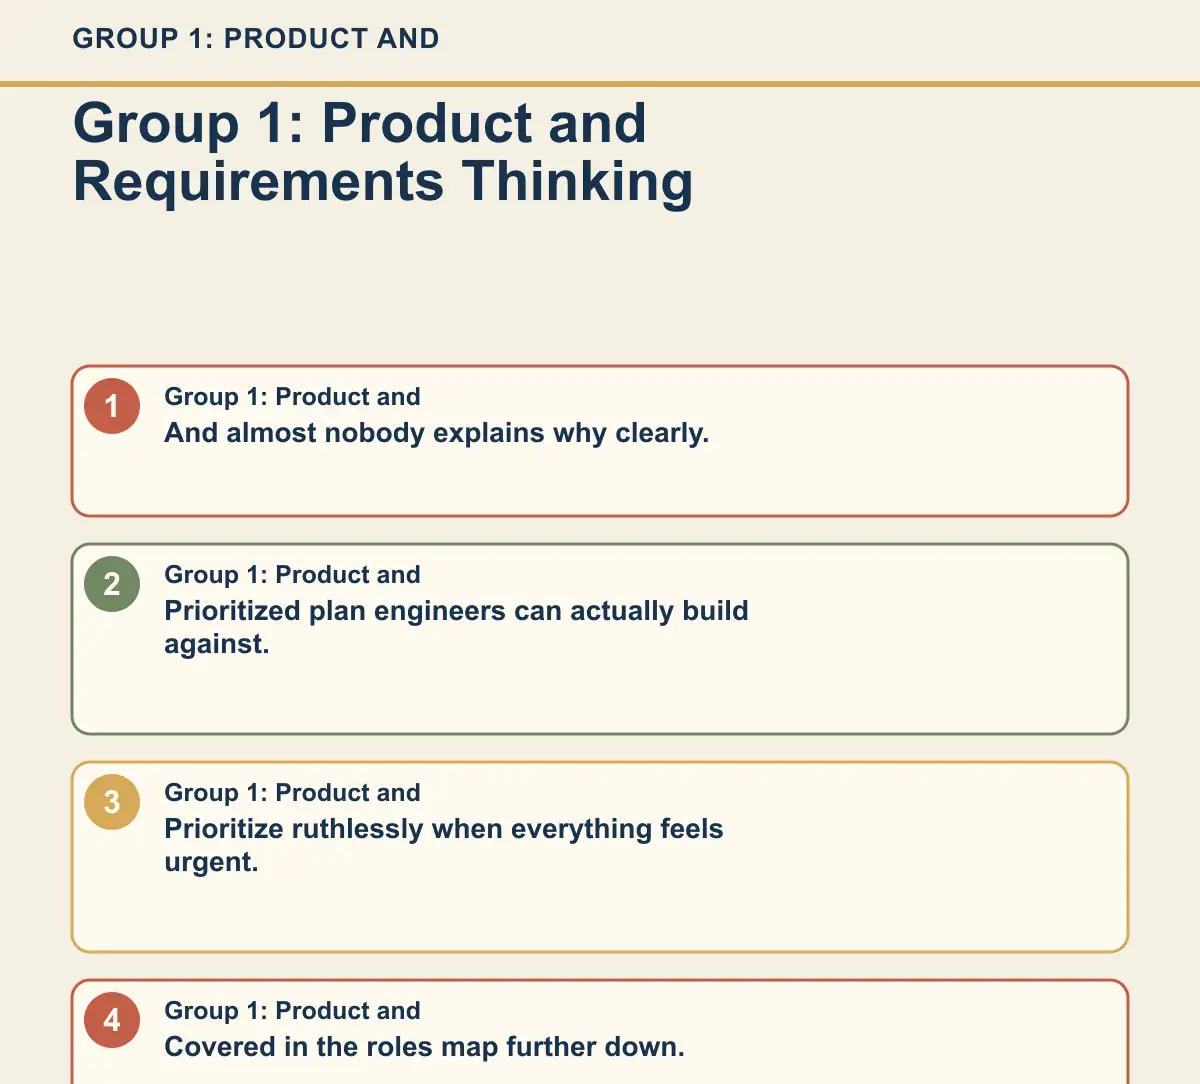 GROUP 1: PRODUCT AND
Group 1: Product and
Requirements Thinking
1
Group 1: Product and
And almost nobody explains why clearly.
2
Group 1: Product and
Prioritized plan engineers can actually build
against.
3
Group 1: Product and
Prioritize ruthlessly when everything feels
urgent.
4
Group 1: Product and
Covered in the roles map further down.